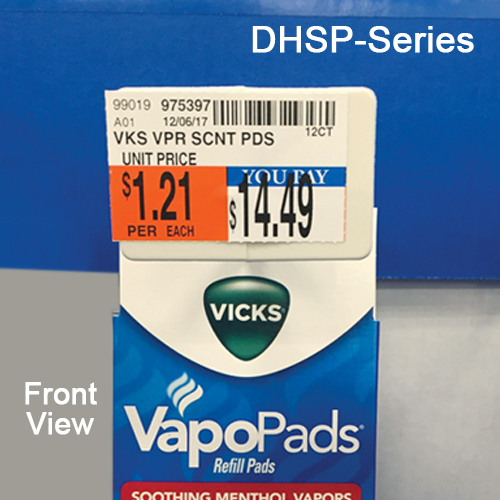 DHSP-Series
99019 975397
A01 12/06/17 12CT
VKS VPR SCNT PDS
UNIT PRICE
YOU PAY
$1.21
$14.49
PER EACH
VICKS
Front
View
VapoPads®
Refill Pads
SOOTHING MENTHOL VAPORS